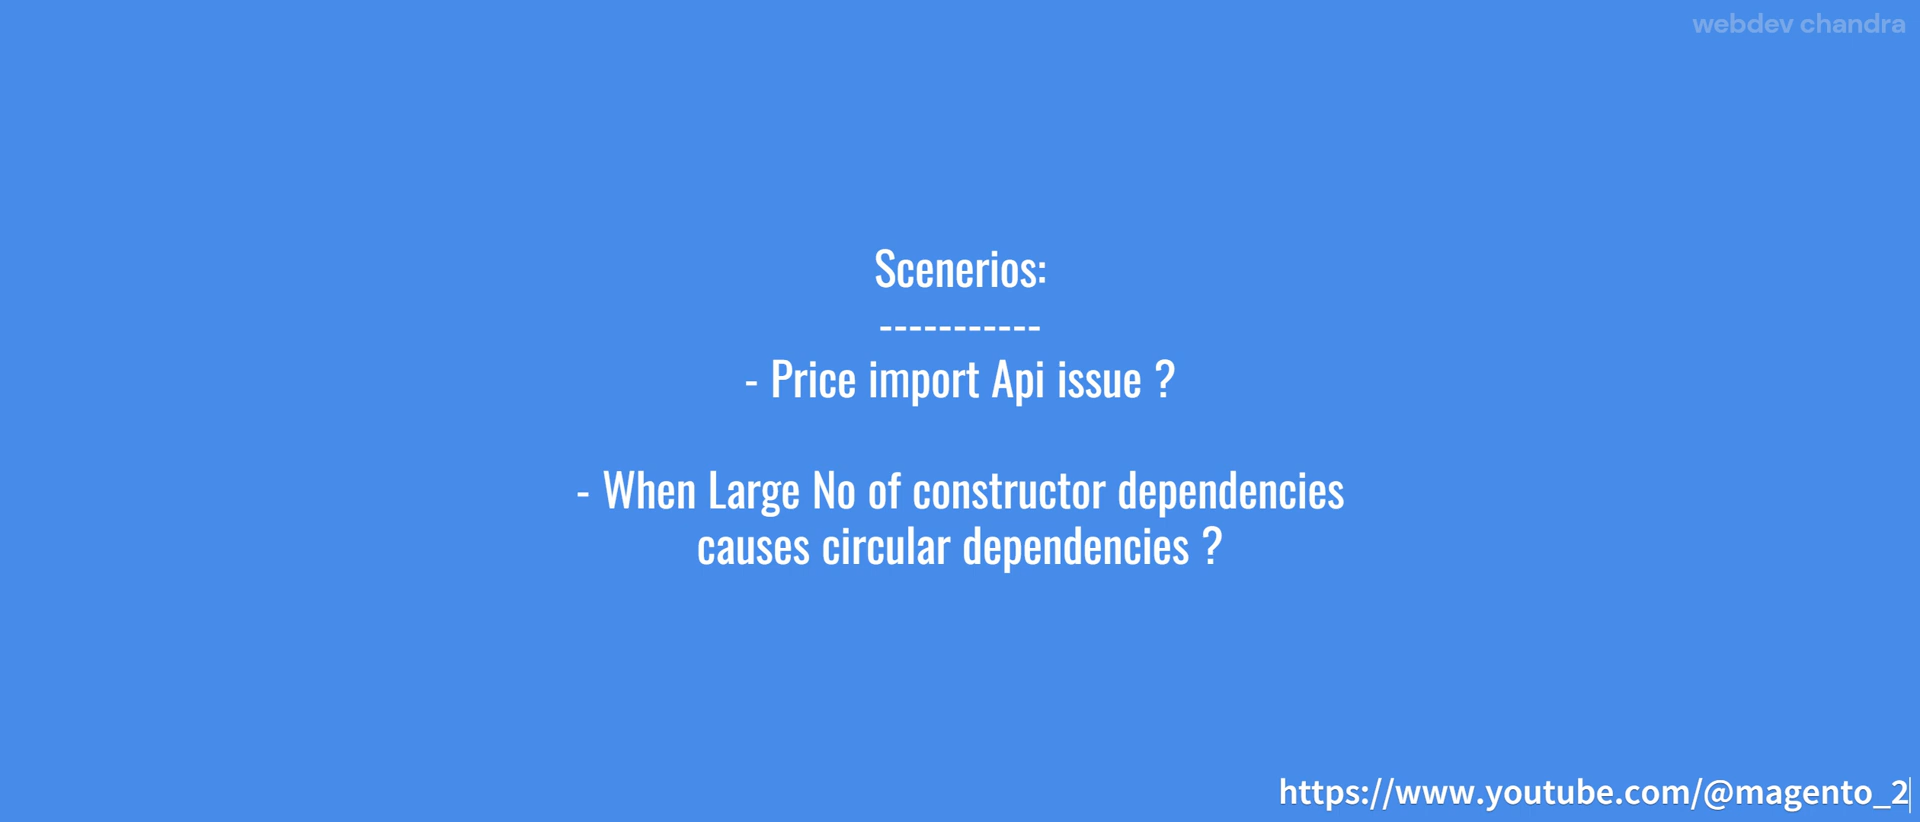 webdev chandra
Scenerios:
-----------
- Price import Api issue ?
- When Large No of constructor dependencies
causes circular dependencies ?
https://www.youtube.com/@magento_2